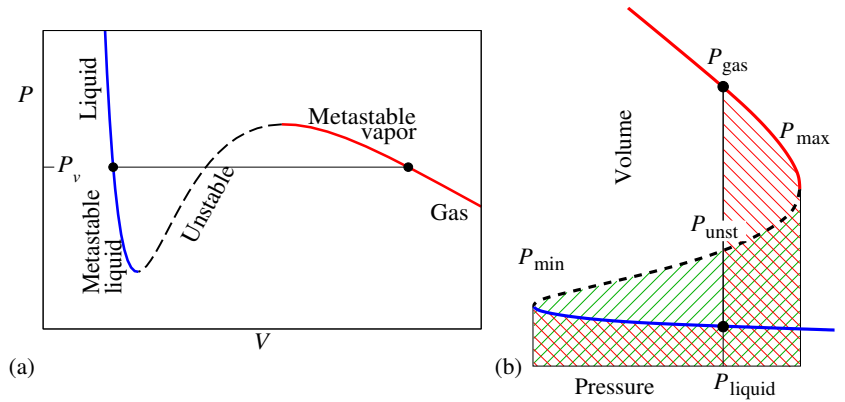 P
Liquid
Metastable
vapor
P_v
Unstable
Metastable
liquid
Gas
V
(a)
P_gas
P_max
Volume
P_unst
P_min
P_liquid
Pressure
(b)